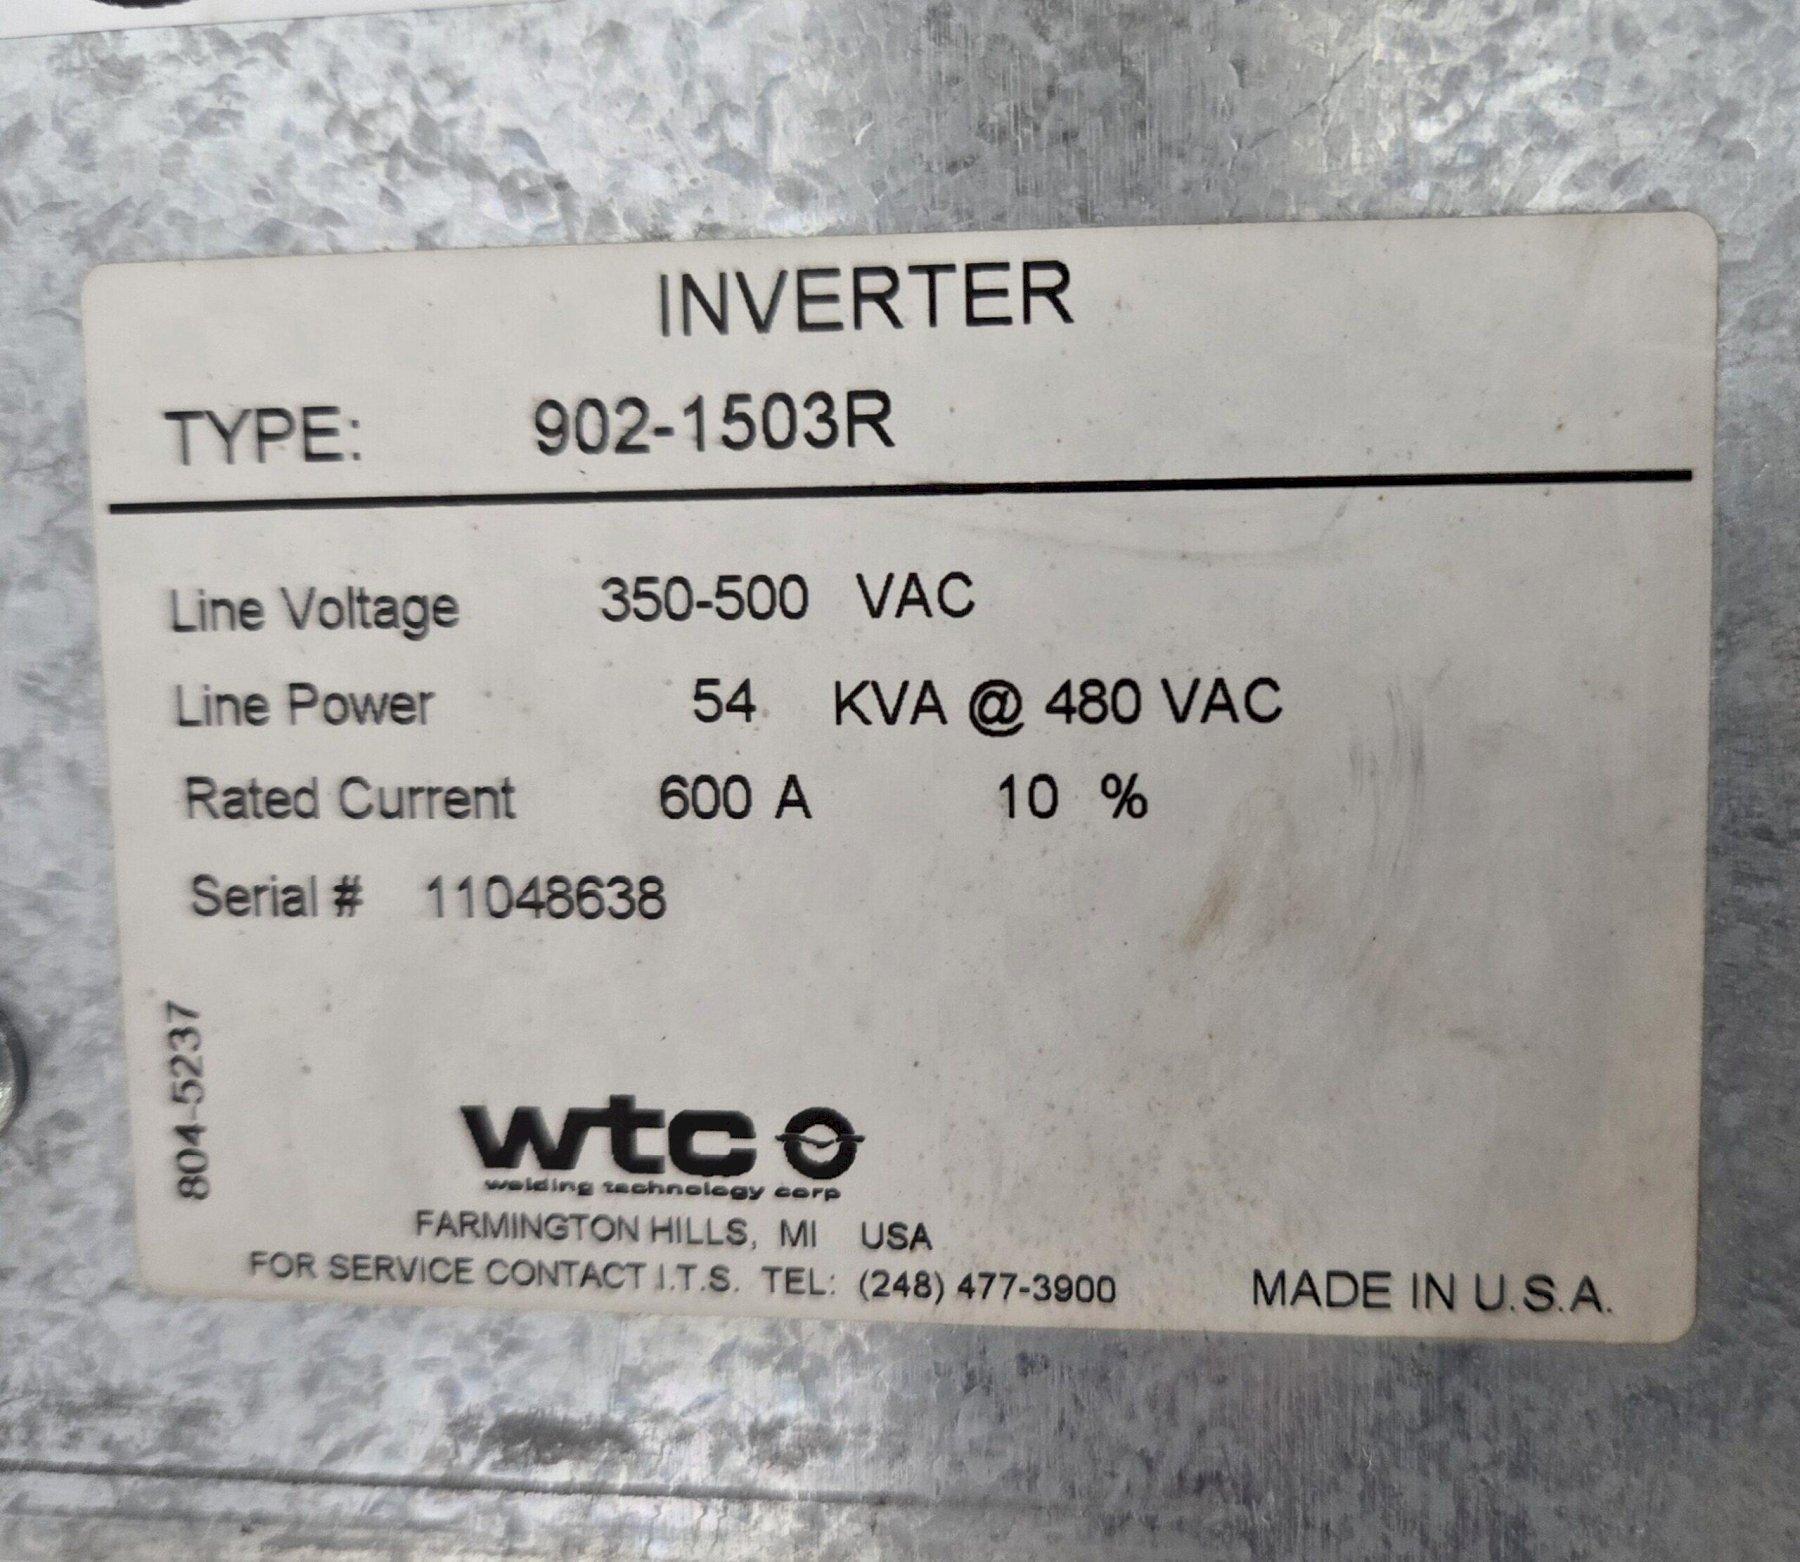 INVERTER
TYPE: 902-1503R
Line Voltage 350-500 VAC
Line Power 54 KVA @ 480 VAC
Rated Current 600 A 10 %
Serial # 11048638
804-5237
wtc
welding technology corp
FARMINGTON HILLS, MI USA
FOR SERVICE CONTACT I.T.S. TEL: (248) 477-3900
MADE IN U.S.A.